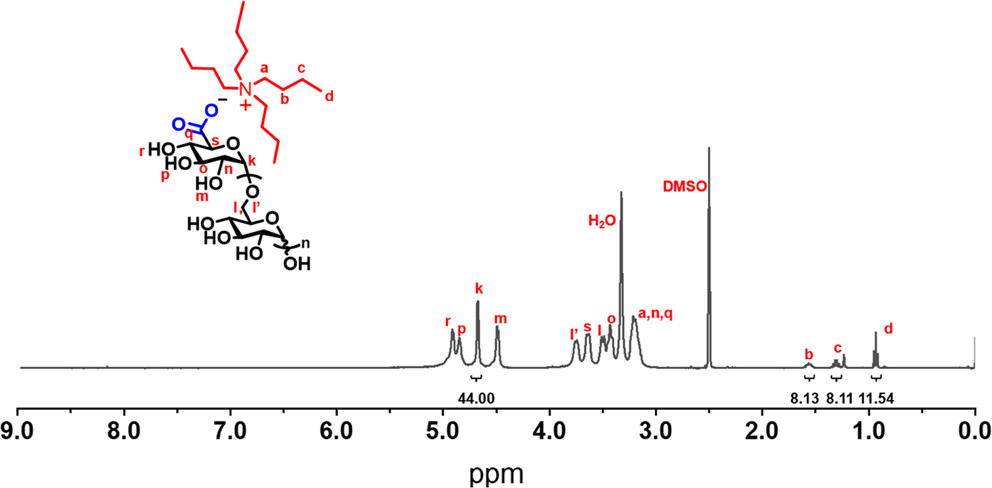 a
c
b
d
N
+
−
O
O
q
s
O
r
HO
HO
p
o
n
k
HO
m
O
l,
l'
O
HO
HO
HO
n
OH
DMSO
H₂O
k
r
p
m
l'
s
l
o
a,n,q
b
c
d
44.00
8.13
8.11
11.54
9.0
8.0
7.0
6.0
5.0
4.0
3.0
2.0
1.0
0.0
ppm